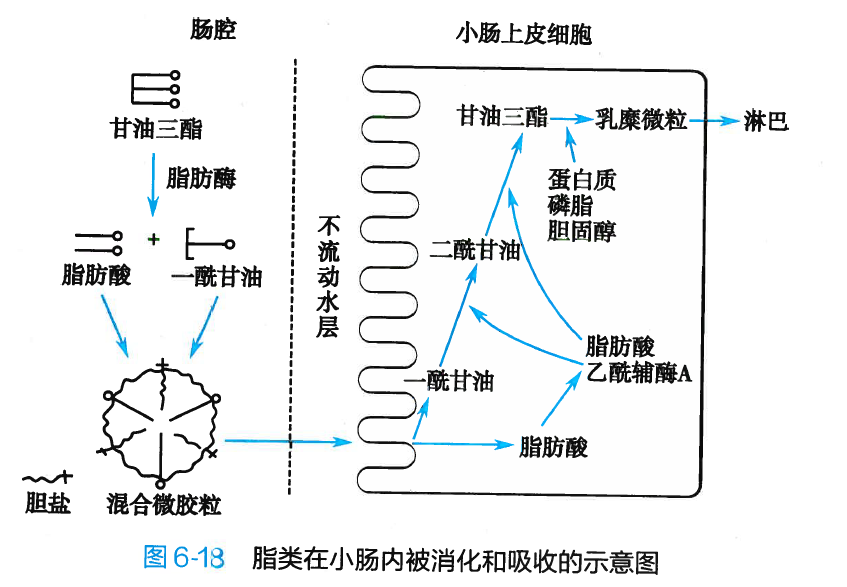 肠腔
小肠上皮细胞
甘油三酯
脂肪酶
+
脂肪酸
一酰甘油
胆盐
混合微胶粒
不流动水层
甘油三酯
乳糜微粒
淋巴
蛋白质
磷脂
胆固醇
二酰甘油
脂肪酸
乙酰辅酶A
一酰甘油
脂肪酸
图6-18 脂类在小肠内被消化和吸收的示意图